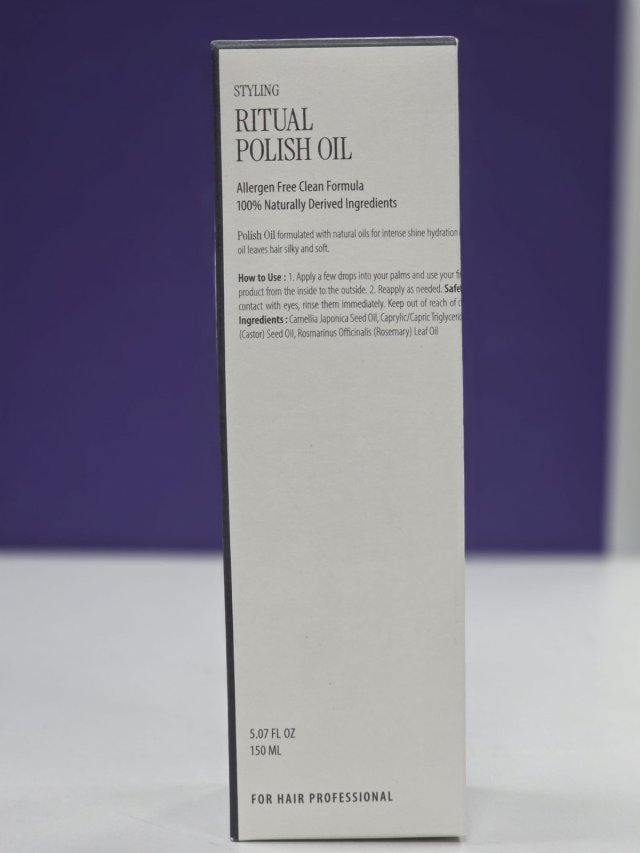 STYLING
RITUAL
POLISH OIL
Allergen Free Clean Formula
100% Naturally Derived Ingredients
Polish Oil formulated with natural oils for intense shine hydration
oil leaves hair silky and soft.
How to Use : 1. Apply a few drops into your palms and use your
product from the inside to the outside. 2. Reapply as needed.
contact with eyes, rinse them immediately. Keep out of reach of
Ingredients : Camellia Japonica Seed Oil, Caprylic/Capric
(Castor) Seed Oil, Rosmarinus Officinalis (Rosemary) Leaf Oil
5.07 FL OZ
150 ML
FOR HAIR PROFESSIONAL